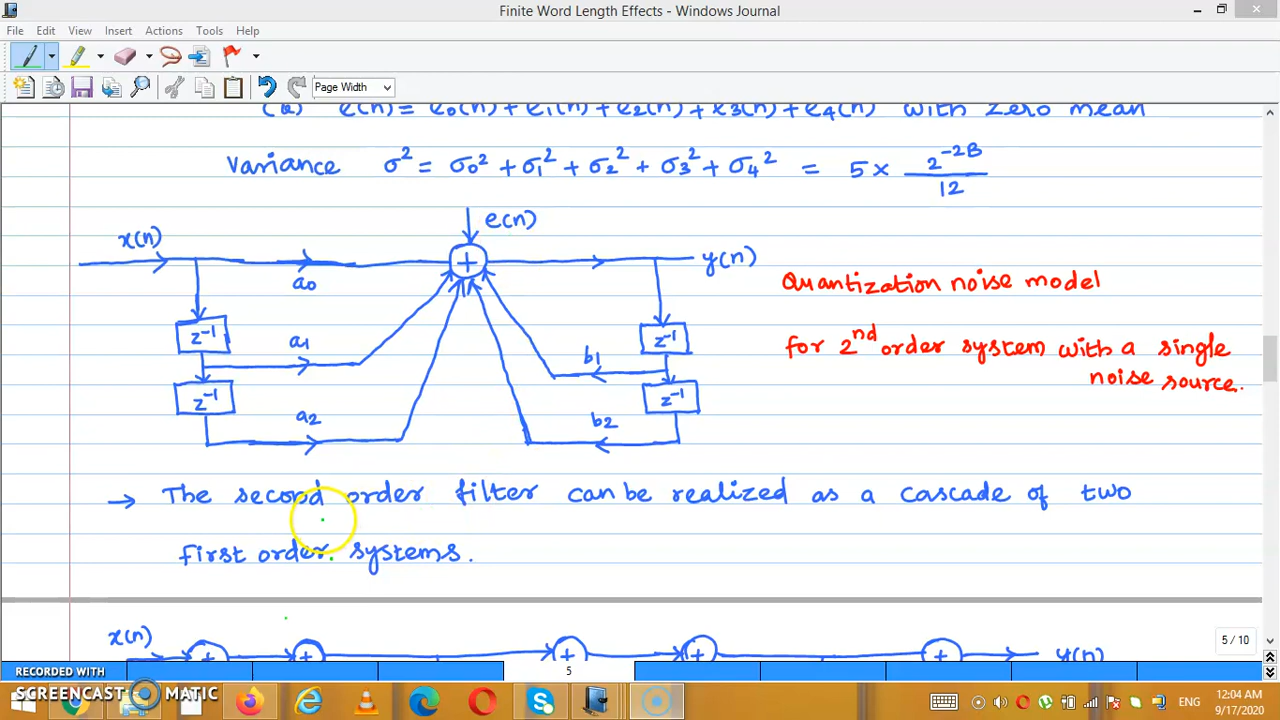 Finite Word Length Effects - Windows Journal
File Edit View Insert Actions Tools Help
Page Width
(a) e(n) = e0(n) + e1(n) + e2(n) + x3(n) + e4(n) with zero mean
Variance σ² = σ0² + σ1² + σ2² + σ3² + σ4² = 5 × 2^-2B / 12
e(n)
x(n)
+
y(n)
a0
Quantization noise model
z^-1
z^-1
a1
b1
for 2nd order system with a single
noise source.
z^-1
z^-1
a2
b2
→ The second order filter can be realized as a cascade of two
first order systems.
x(n)
+ + + + +
y(n)
5 / 10
5
RECORDED WITH
SCREENCAST MATIC
ENG
12:04 AM
9/17/2020